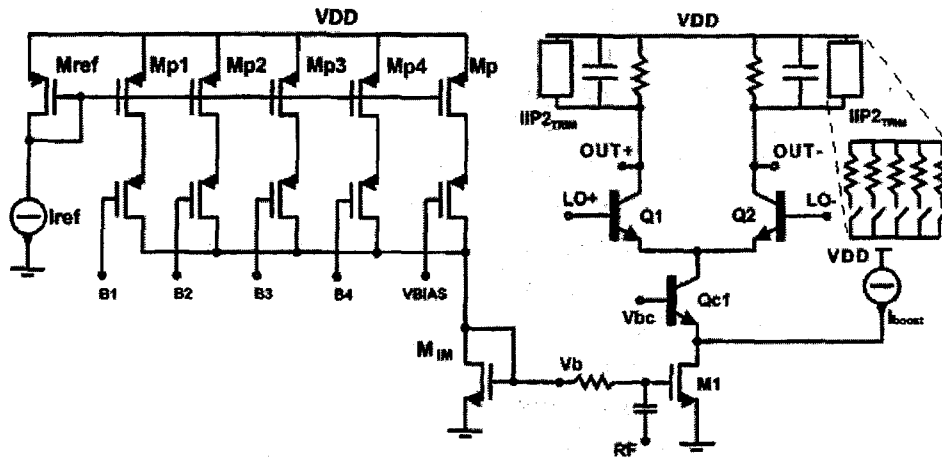 VDD
VDD
Mref
Mp1
Mp2
Mp3
Mp4
Mp
IIP2TRIM
IIP2TRIM
OUT+
OUT-
LO+
Q1
Q2
LO-
Iref
B1
B2
B3
B4
VBIAS
VDD
Vbc
Qc1
Iboost
MIM
Vb
M1
RF